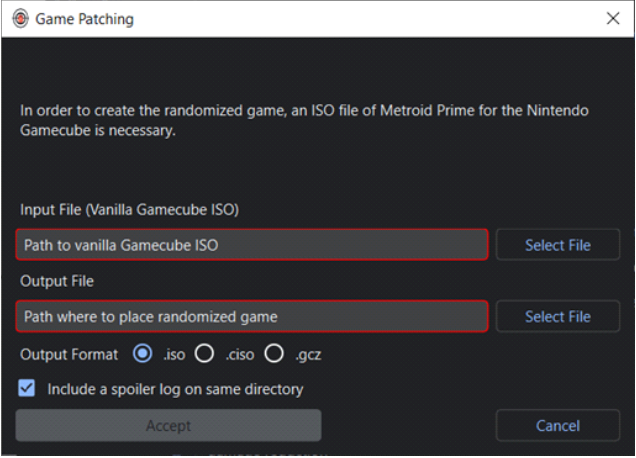 Game Patching
In order to create the randomized game, an ISO file of Metroid Prime for the Nintendo
Gamecube is necessary.
Input File (Vanilla Gamecube ISO)
Path to vanilla Gamecube ISO
Select File
Output File
Path where to place randomized game
Select File
Output Format .iso .ciso .gcz
Include a spoiler log on same directory
Accept
Cancel